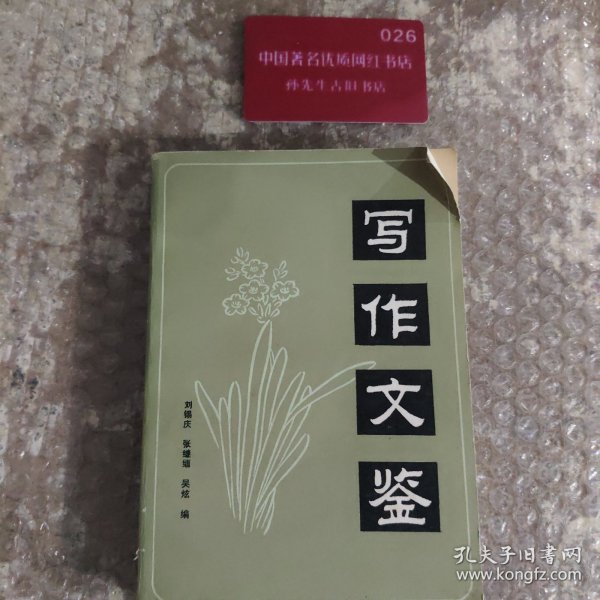 026
中国著名优质网红书店
孙先生古旧书店
写作文鉴
刘锡庆 张继缅 吴炫 编
孔夫子旧书网
www.kongfz.com